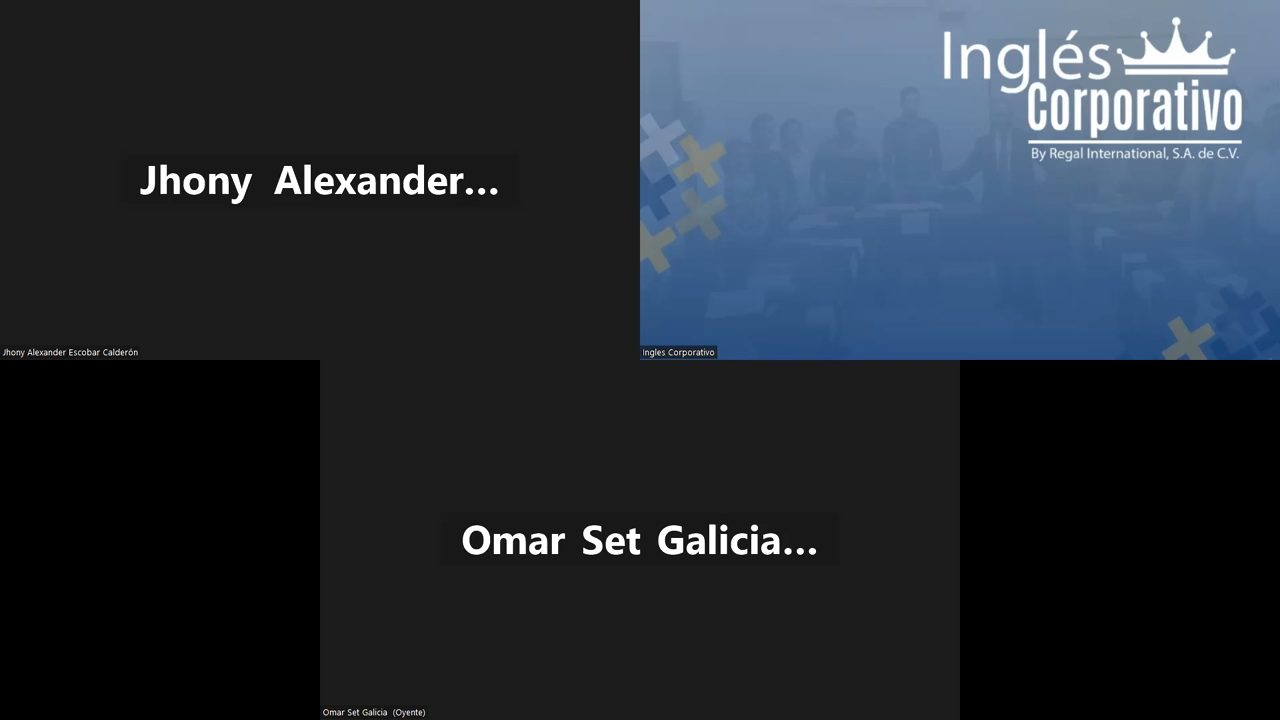 Jhony Alexander...
Jhony Alexander Escobar Calderón
Inglés
Corporativo
By Regal International, S.A. de C.V.
Ingles Corporativo
Omar Set Galicia...
Omar Set Galicia (Oyente)